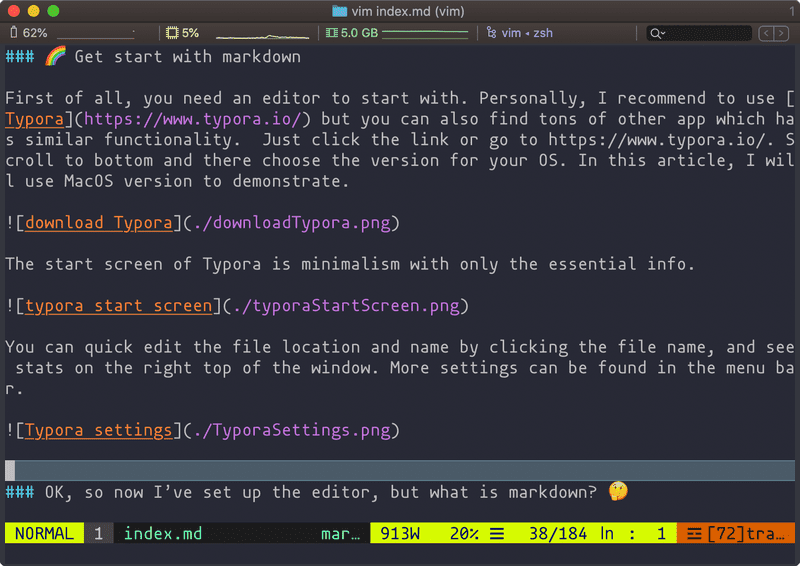 vim index.md (vim)
1
62%
5%
5.0 GB
vim ◂ zsh
### 🌈 Get start with markdown
First of all, you need an editor to start with. Personally, I recommend to use [
Typora](https://www.typora.io/) but you can also find tons of other app which ha
s similar functionality.  Just click the link or go to https://www.typora.io/. S
croll to bottom and there choose the version for your OS. In this article, I wil
l use MacOS version to demonstrate.
![download Typora](./downloadTypora.png)
The start screen of Typora is minimalism with only the essential info.
![typora start screen](./typoraStartScreen.png)
You can quick edit the file location and name by clicking the file name, and see
 stats on the right top of the window. More settings can be found in the menu ba
r.
![Typora settings](./TyporaSettings.png)
### OK, so now I’ve set up the editor, but what is markdown? 🤔
NORMAL 1 index.md mar… 913W 20% ☰ 38/184 ln : 1 ☲ [72]tra…